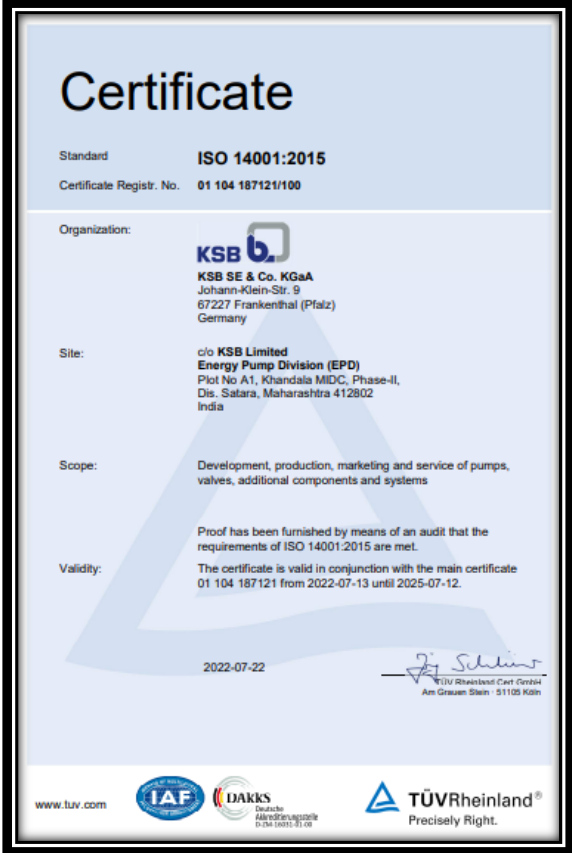 Certificate
Standard ISO 14001:2015
Certificate Registr. No. 01 104 187121/100
Organization:
KSB b.
KSB SE & Co. KGaA
Johann-Klein-Str. 9
67227 Frankenthal (Pfalz)
Germany
Site: c/o KSB Limited
Energy Pump Division (EPD)
Plot No A1, Khandala MIDC, Phase-II,
Dis. Satara, Maharashtra 412802
India
Scope: Development, production, marketing and service of pumps,
valves, additional components and systems
Proof has been furnished by means of an audit that the
requirements of ISO 14001:2015 are met.
Validity: The certificate is valid in conjunction with the main certificate
01 104 187121 from 2022-07-13 until 2025-07-12.
2022-07-22
TÜV Rheinland Cert GmbH
Am Grauen Stein · 51105 Köln
www.tuv.com
IAF
DAkkS
Deutsche
Akkreditierungsstelle
D-ZM-16031-01-00
TÜVRheinland®
Precisely Right.